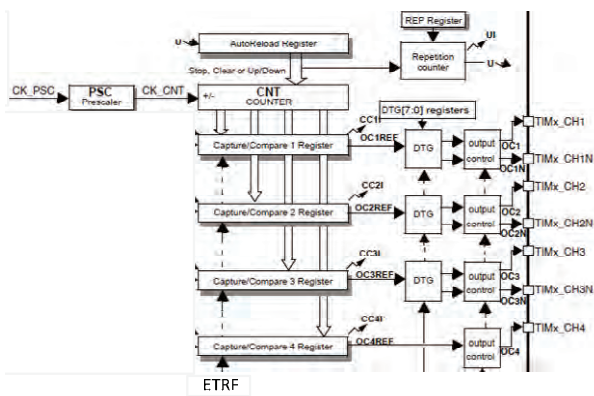 REP Register
U
AutoReload Register
UI
Repetition
counter
U
Stop, Clear or Up/Down
CK_PSC
PSC
Prescaler
CK_CNT
+/-
CNT
COUNTER
DTG[7:0] registers
CC1I
Capture/Compare 1 Register
OC1REF
DTG
output
control
OC1
OC1N
TIMx_CH1
TIMx_CH1N
CC2I
Capture/Compare 2 Register
OC2REF
DTG
output
control
OC2
OC2N
TIMx_CH2
TIMx_CH2N
CC3I
Capture/Compare 3 Register
OC3REF
DTG
output
control
OC3
OC3N
TIMx_CH3
TIMx_CH3N
CC4I
Capture/Compare 4 Register
OC4REF
output
control
OC4
TIMx_CH4
ETRF